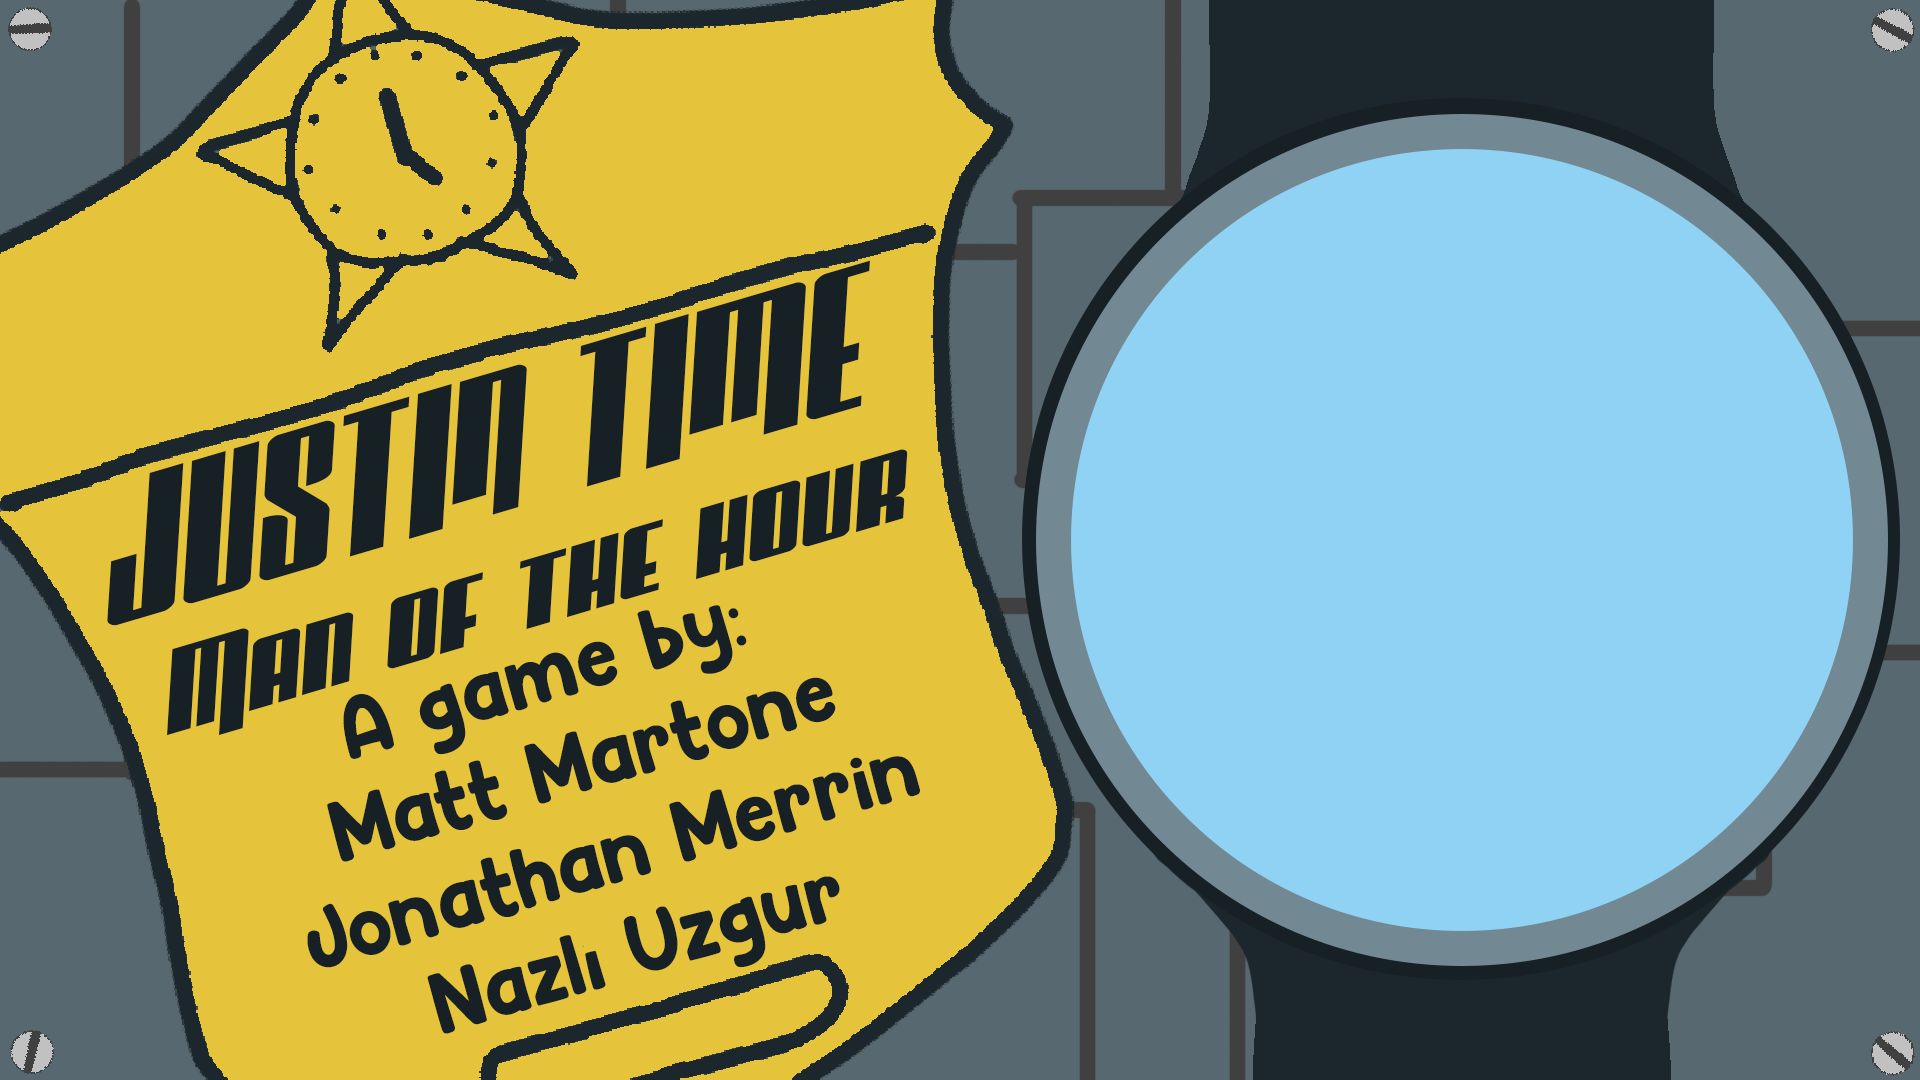 Justin Time
Man of the Hour
A game by:
Matt Martone
Jonathan Merrin
Nazlı Uzgur